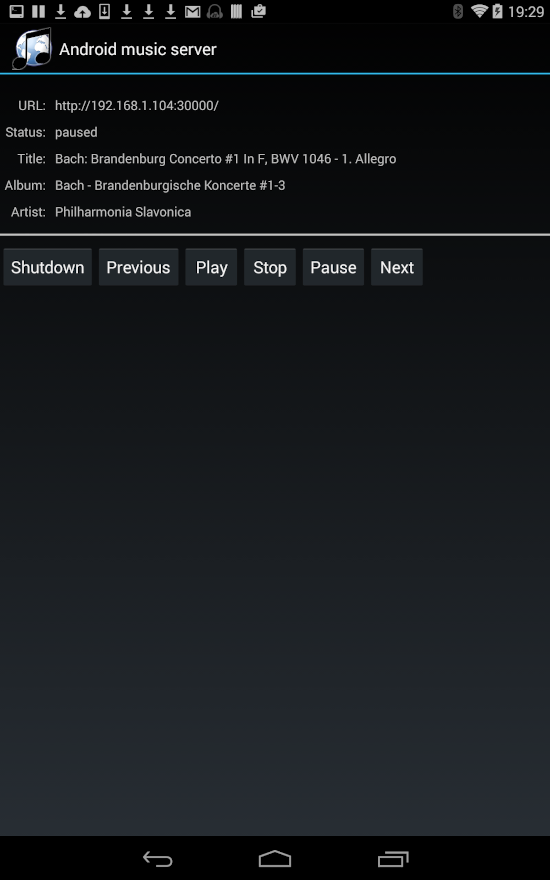 19:29
Android music server
URL: http://192.168.1.104:30000/
Status: paused
Title: Bach: Brandenburg Concerto #1 In F, BWV 1046 - 1. Allegro
Album: Bach - Brandenburgische Koncerte #1-3
Artist: Philharmonia Slavonica
Shutdown Previous Play Stop Pause Next